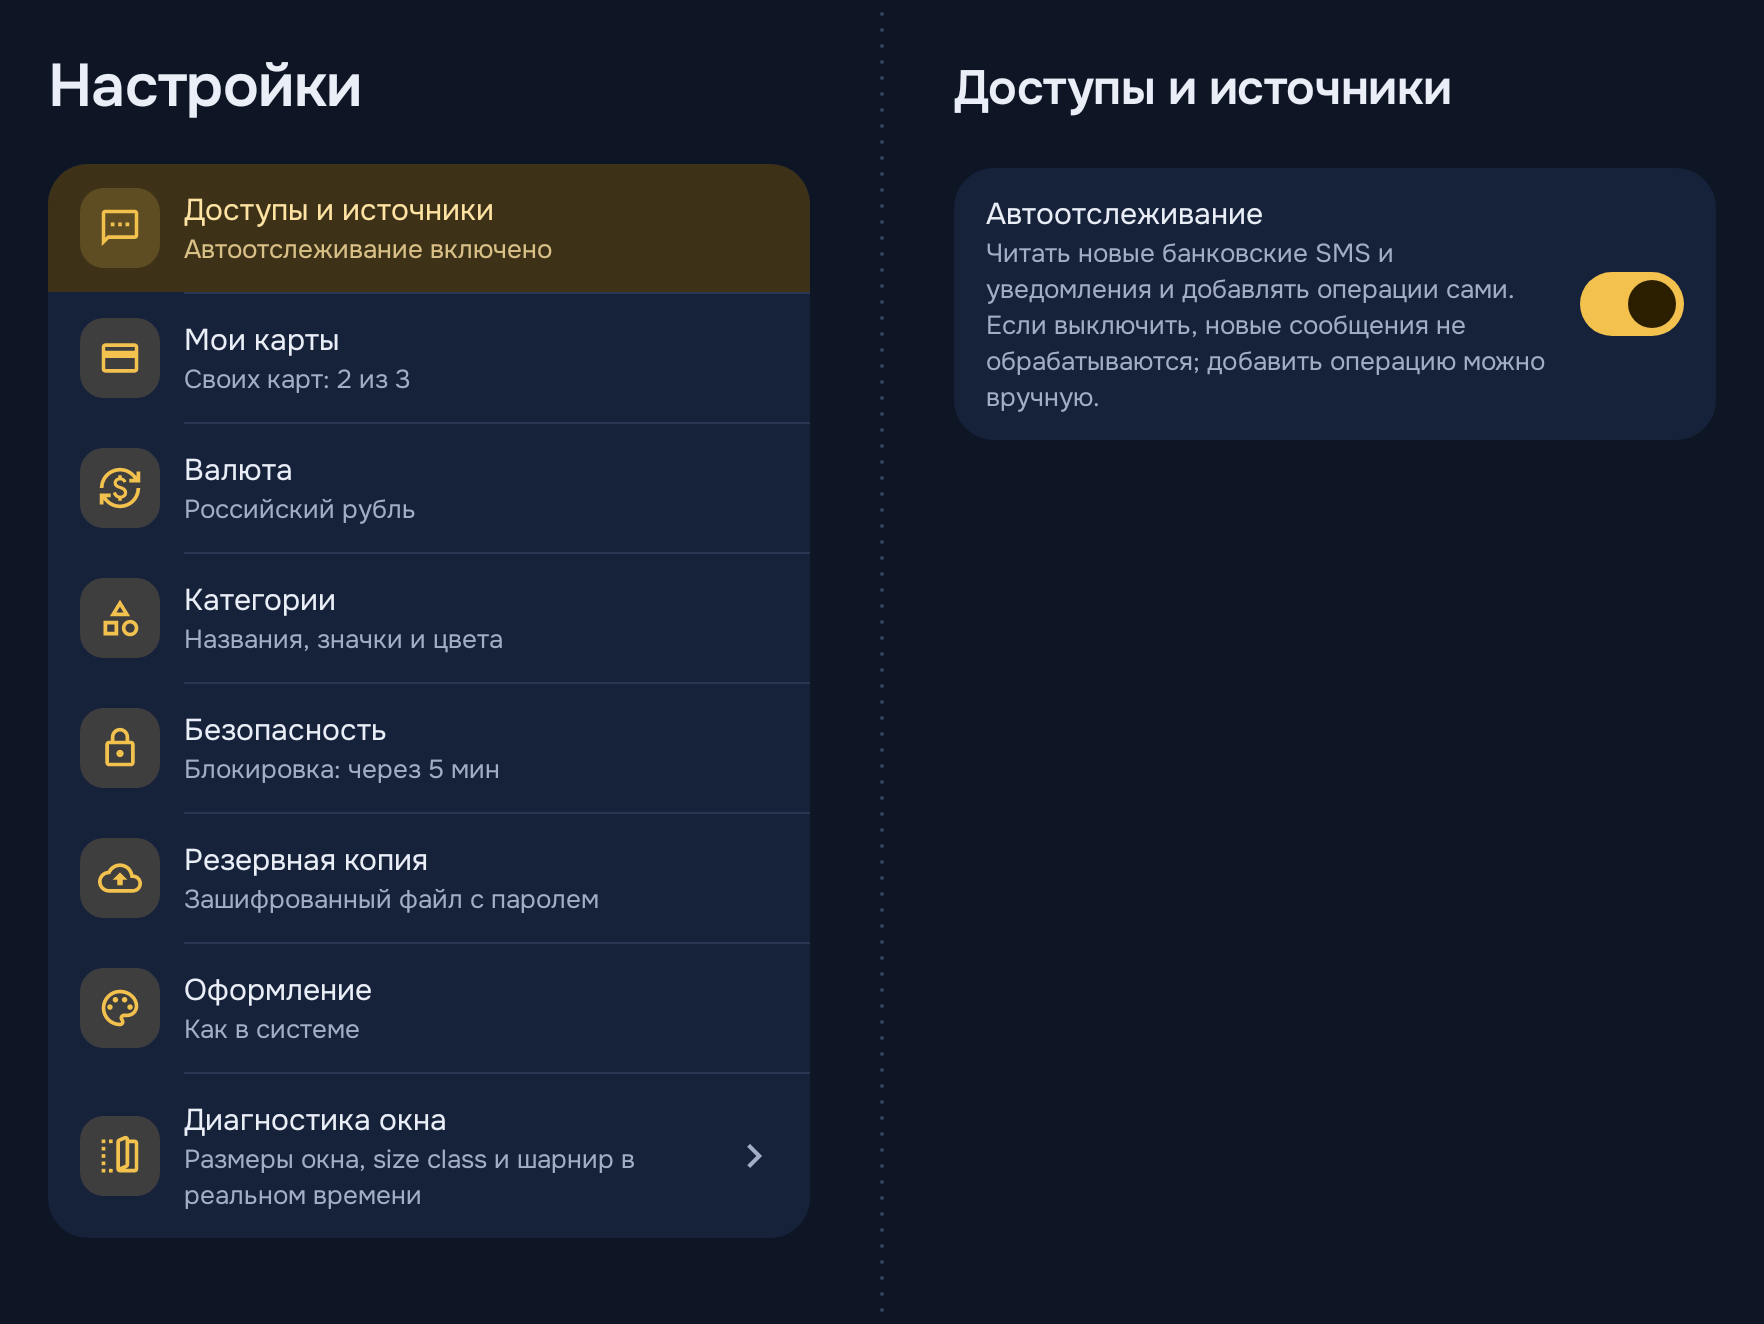 Настройки
Доступы и источники
Автоотслеживание включено
Мои карты
Своих карт: 2 из 3
Валюта
Российский рубль
Категории
Названия, значки и цвета
Безопасность
Блокировка: через 5 мин
Резервная копия
Зашифрованный файл с паролем
Оформление
Как в системе
Диагностика окна
Размеры окна, size class и шарнир в
реальном времени
Доступы и источники
Автоотслеживание
Читать новые банковские SMS и
уведомления и добавлять операции сами.
Если выключить, новые сообщения не
обрабатываются; добавить операцию можно
вручную.